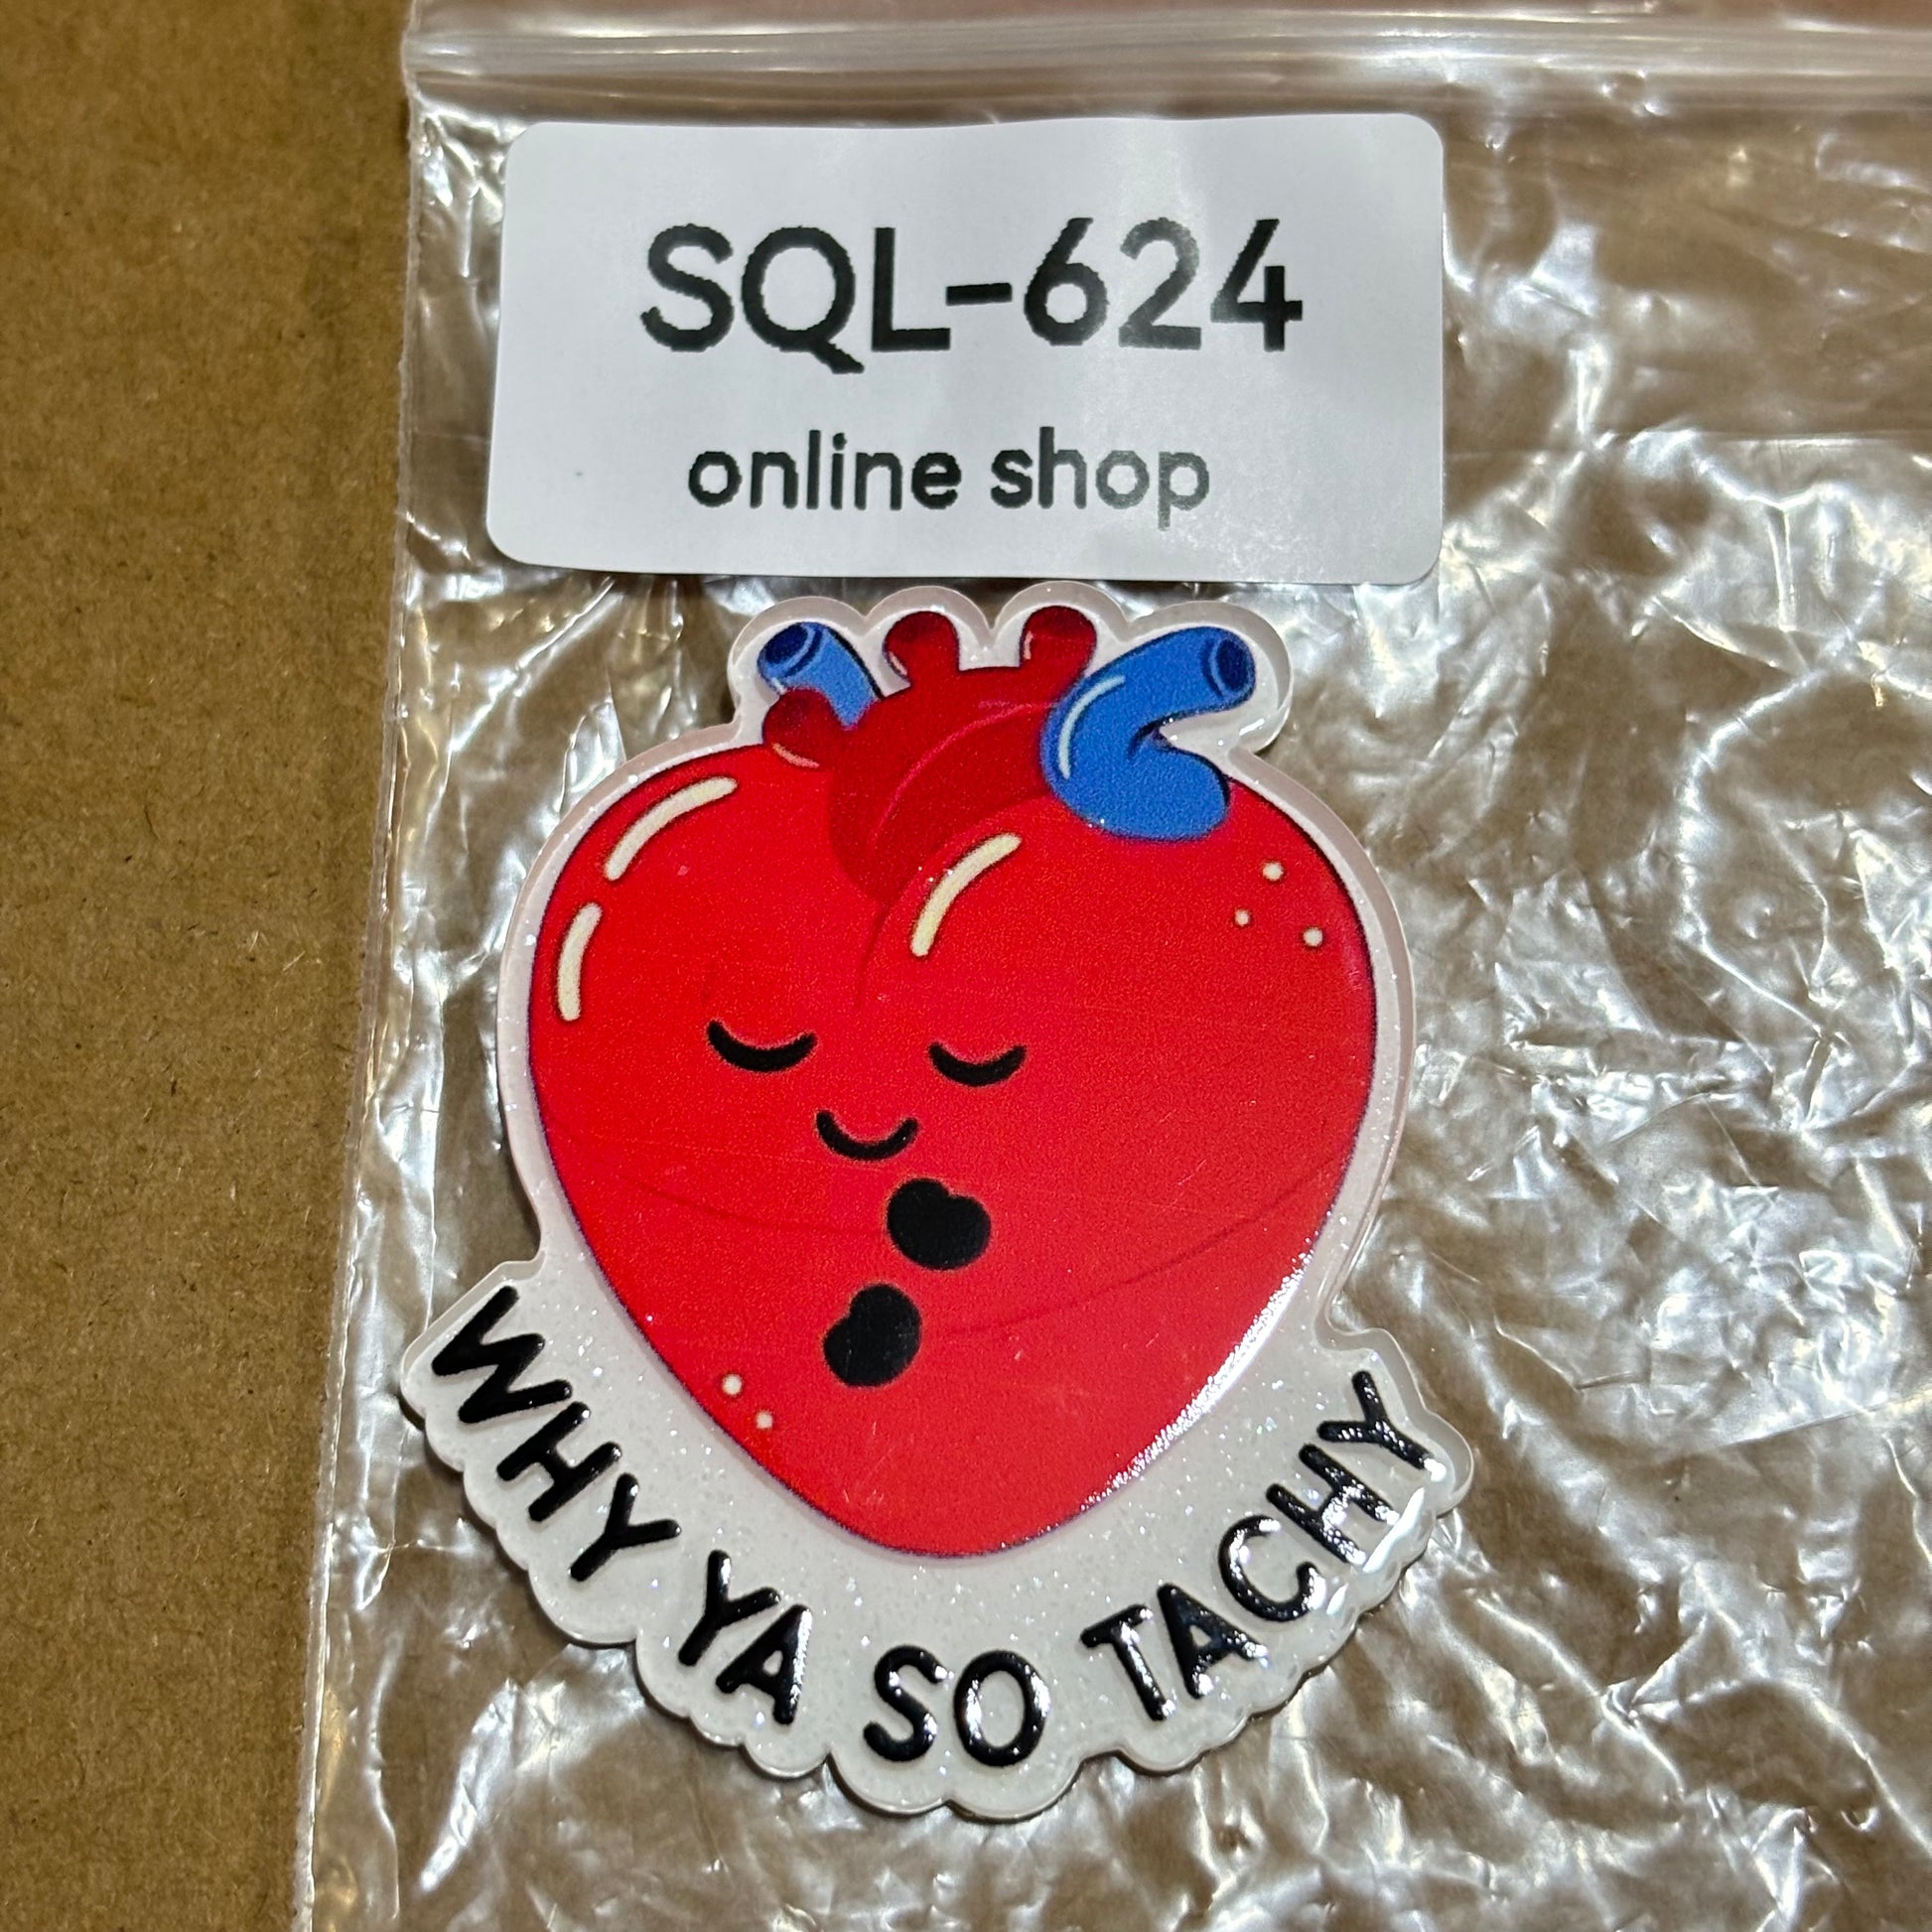 SQL-624
online shop
WHY YA SO TACHY